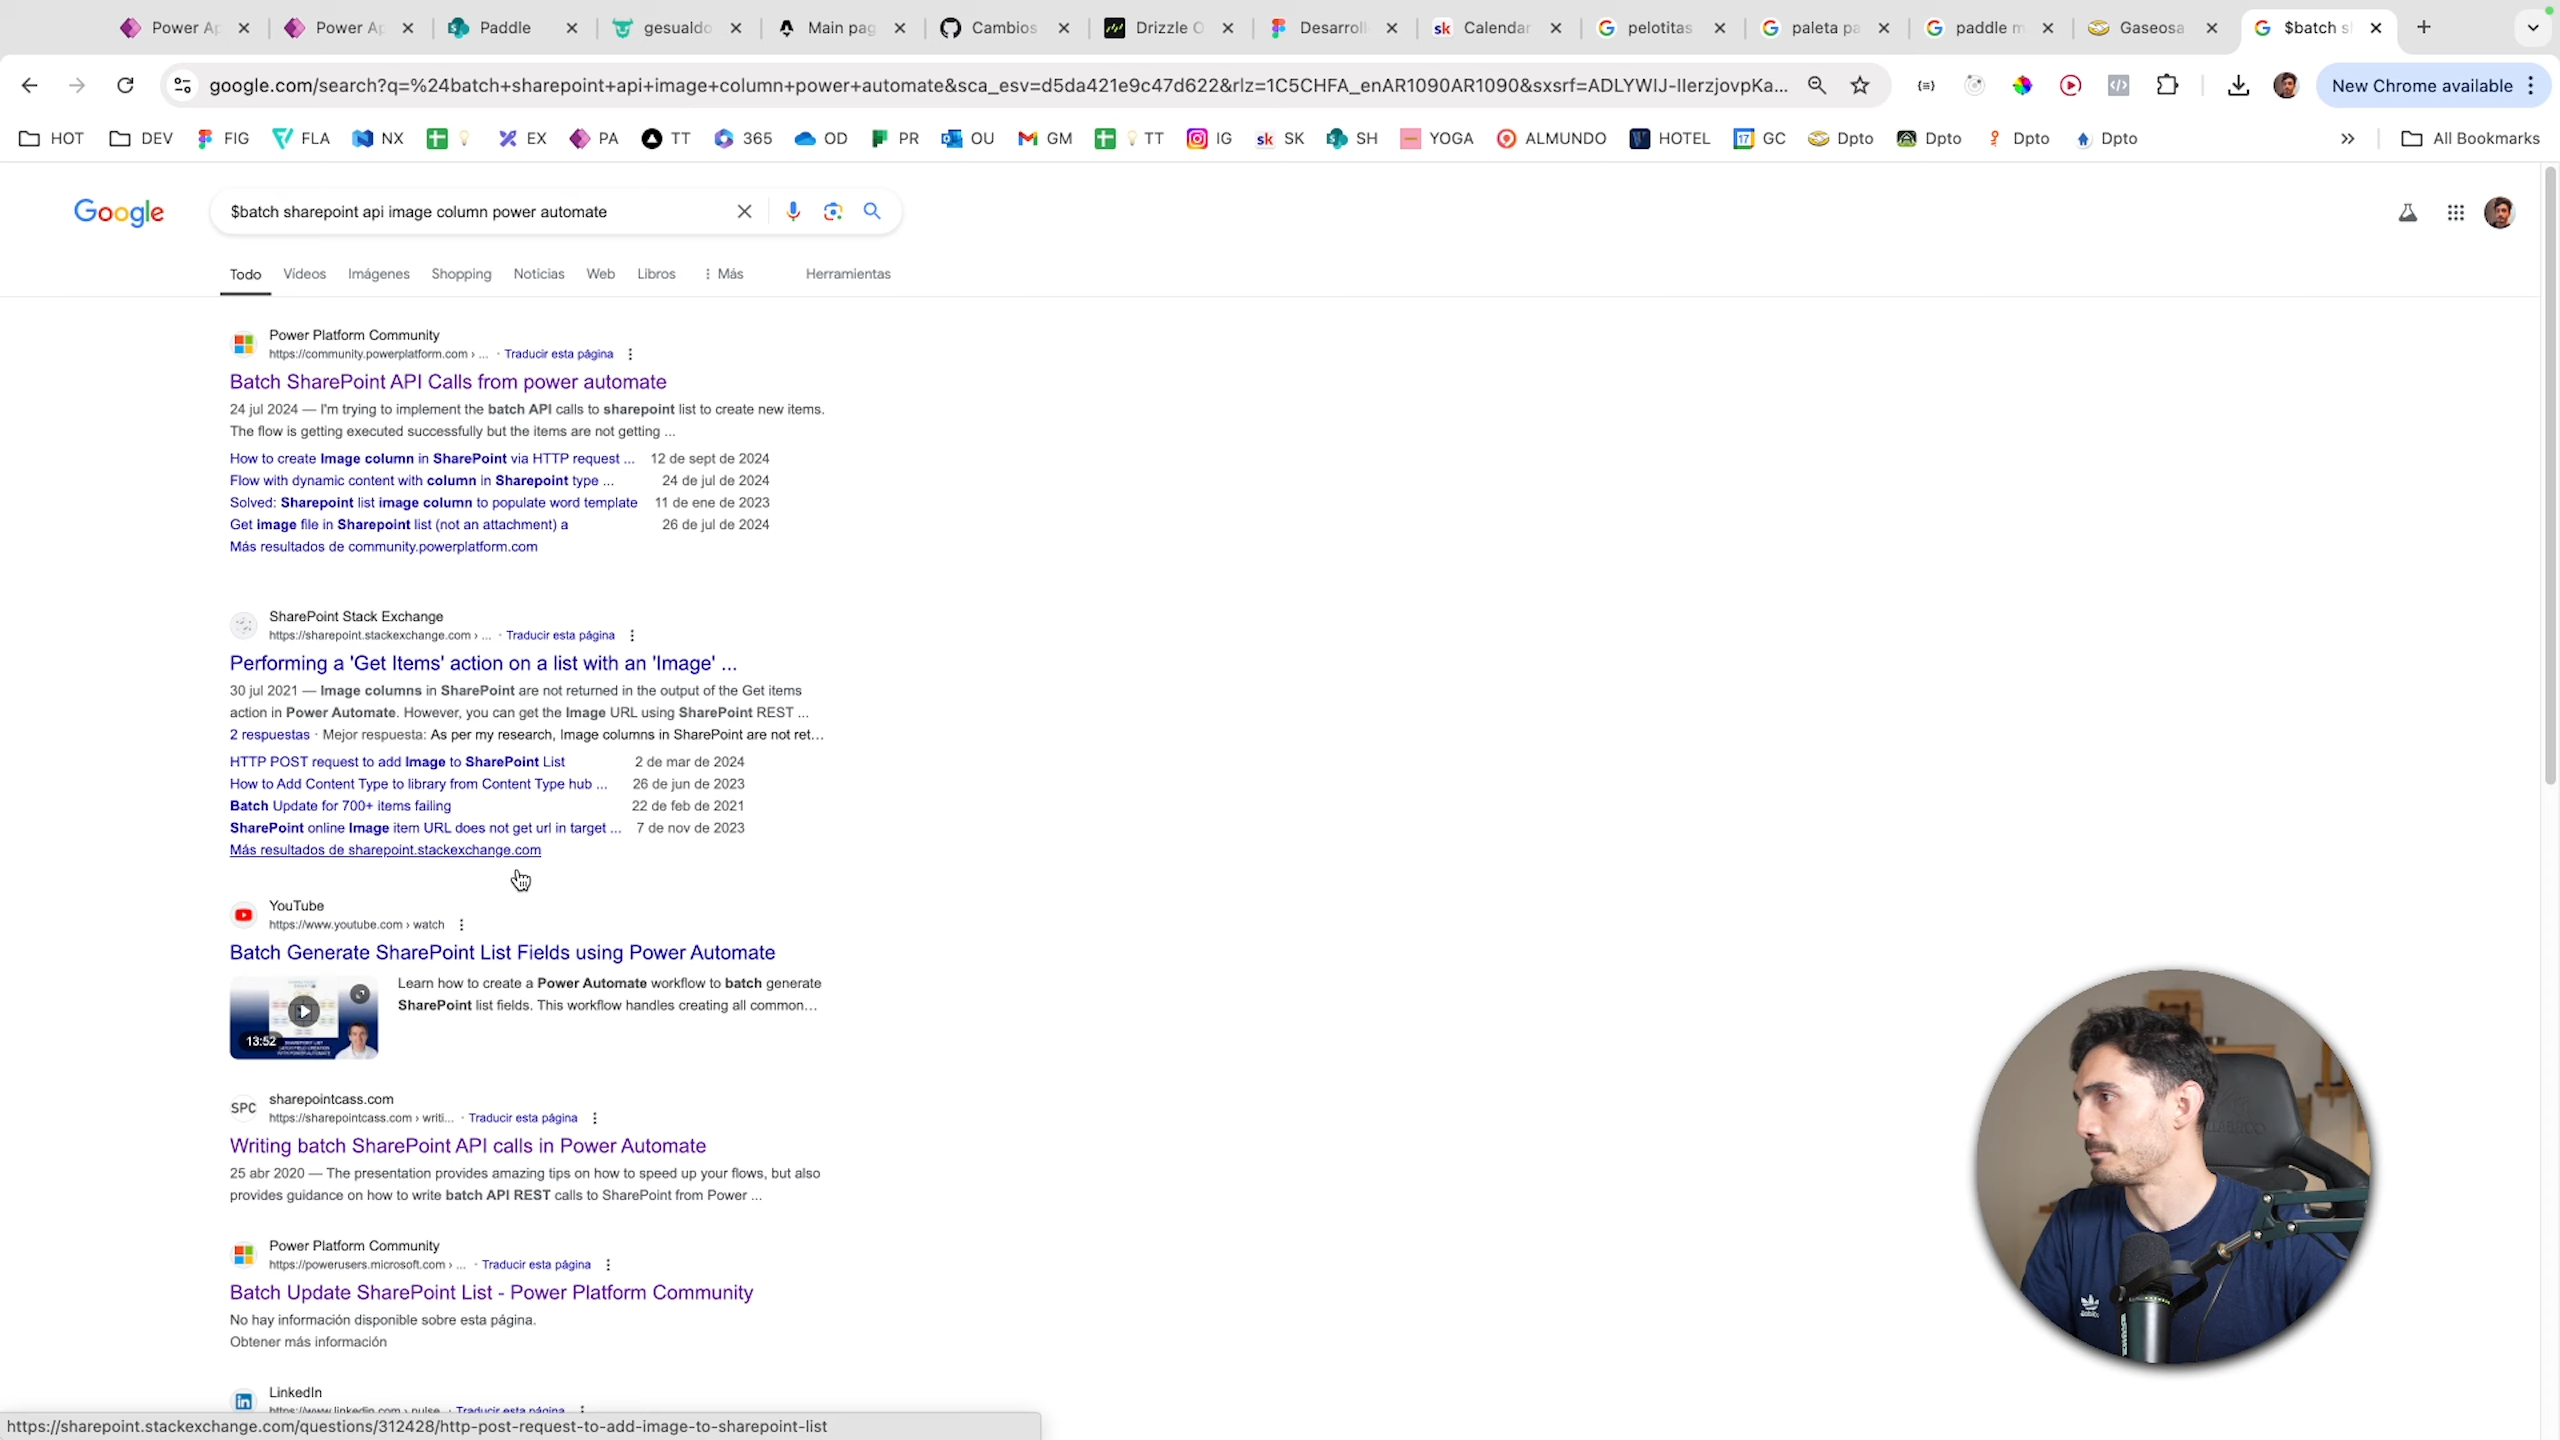 Power Ap
Power Ap
Paddle
gesualdo
Main pag
Cambios
Drizzle O
Desarroll
Calendar
pelotitas
paleta pa
paddle m
Gaseosa
$batch s
google.com/search?q=%24batch+sharepoint+api+image+column+power+automate&sca_esv=d5da421e9c47d622&rlz=1C5CHFA_enAR1090AR1090&sxsrf=ADLYWIJ-IIerzjovpKa...
New Chrome available
HOT
DEV
FIG
FLA
NX
EX
PA
TT
365
OD
PR
OU
GM
TT
IG
SK
SH
YOGA
ALMUNDO
HOTEL
GC
Dpto
Dpto
Dpto
Dpto
All Bookmarks
Google
$batch sharepoint api image column power automate
Todo
Videos
Imágenes
Shopping
Noticias
Web
Libros
Más
Herramientas
Power Platform Community
https://community.powerplatform.com › ... · Traducir esta página
Batch SharePoint API Calls from power automate
24 jul 2024 — I'm trying to implement the batch API calls to sharepoint list to create new items.
The flow is getting executed successfully but the items are not getting ...
How to create Image column in SharePoint via HTTP request ... 12 de sept de 2024
Flow with dynamic content with column in Sharepoint type ... 24 de jul de 2024
Solved: Sharepoint list image column to populate word template 11 de ene de 2023
Get image file in Sharepoint list (not an attachment) a 26 de jul de 2024
Más resultados de community.powerplatform.com
SharePoint Stack Exchange
https://sharepoint.stackexchange.com › ... · Traducir esta página
Performing a 'Get Items' action on a list with an 'Image' ...
30 jul 2021 — Image columns in SharePoint are not returned in the output of the Get items
action in Power Automate. However, you can get the Image URL using SharePoint REST ...
2 respuestas · Mejor respuesta: As per my research, Image columns in SharePoint are not ret...
HTTP POST request to add Image to SharePoint List 2 de mar de 2024
How to Add Content Type to library from Content Type hub ... 26 de jun de 2023
Batch Update for 700+ items failing 22 de feb de 2021
SharePoint online Image item URL does not get url in target ... 7 de nov de 2023
Más resultados de sharepoint.stackexchange.com
YouTube
https://www.youtube.com › watch
Batch Generate SharePoint List Fields using Power Automate
Learn how to create a Power Automate workflow to batch generate
SharePoint list fields. This workflow handles creating all common...
13:52
SPC
sharepointcass.com
https://sharepointcass.com › writi... · Traducir esta página
Writing batch SharePoint API calls in Power Automate
25 abr 2020 — The presentation provides amazing tips on how to speed up your flows, but also
provides guidance on how to write batch API REST calls to SharePoint from Power ...
Power Platform Community
https://powerusers.microsoft.com › ... · Traducir esta página
Batch Update SharePoint List - Power Platform Community
No hay información disponible sobre esta página.
Obtener más información
LinkedIn
https://www.linkedin.com › pulse Traducir esta página
https://sharepoint.stackexchange.com/questions/312428/http-post-request-to-add-image-to-sharepoint-list